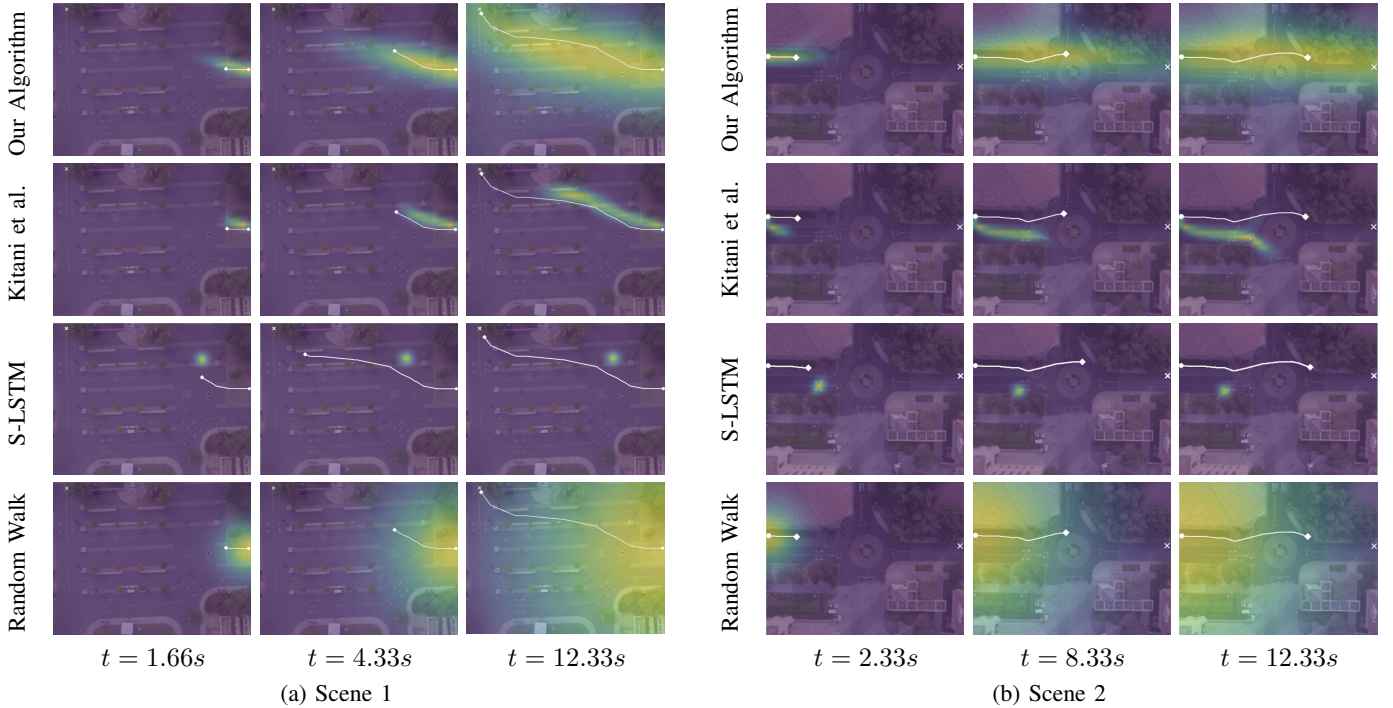 Our Algorithm
Kitani et al.
S-LSTM
Random Walk
t = 1.66s
t = 4.33s
t = 12.33s
(a) Scene 1
Our Algorithm
Kitani et al.
S-LSTM
Random Walk
t = 2.33s
t = 8.33s
t = 12.33s
(b) Scene 2